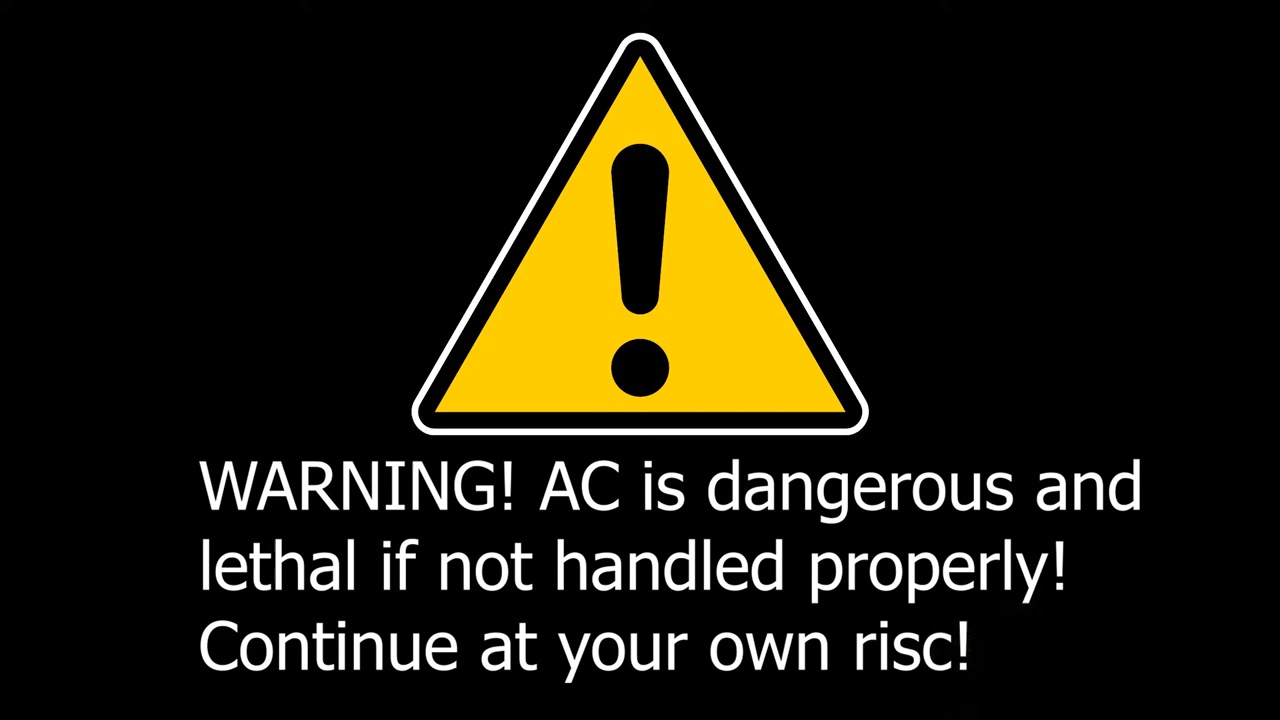 WARNING! AC is dangerous and
lethal if not handled properly!
Continue at your own risc!